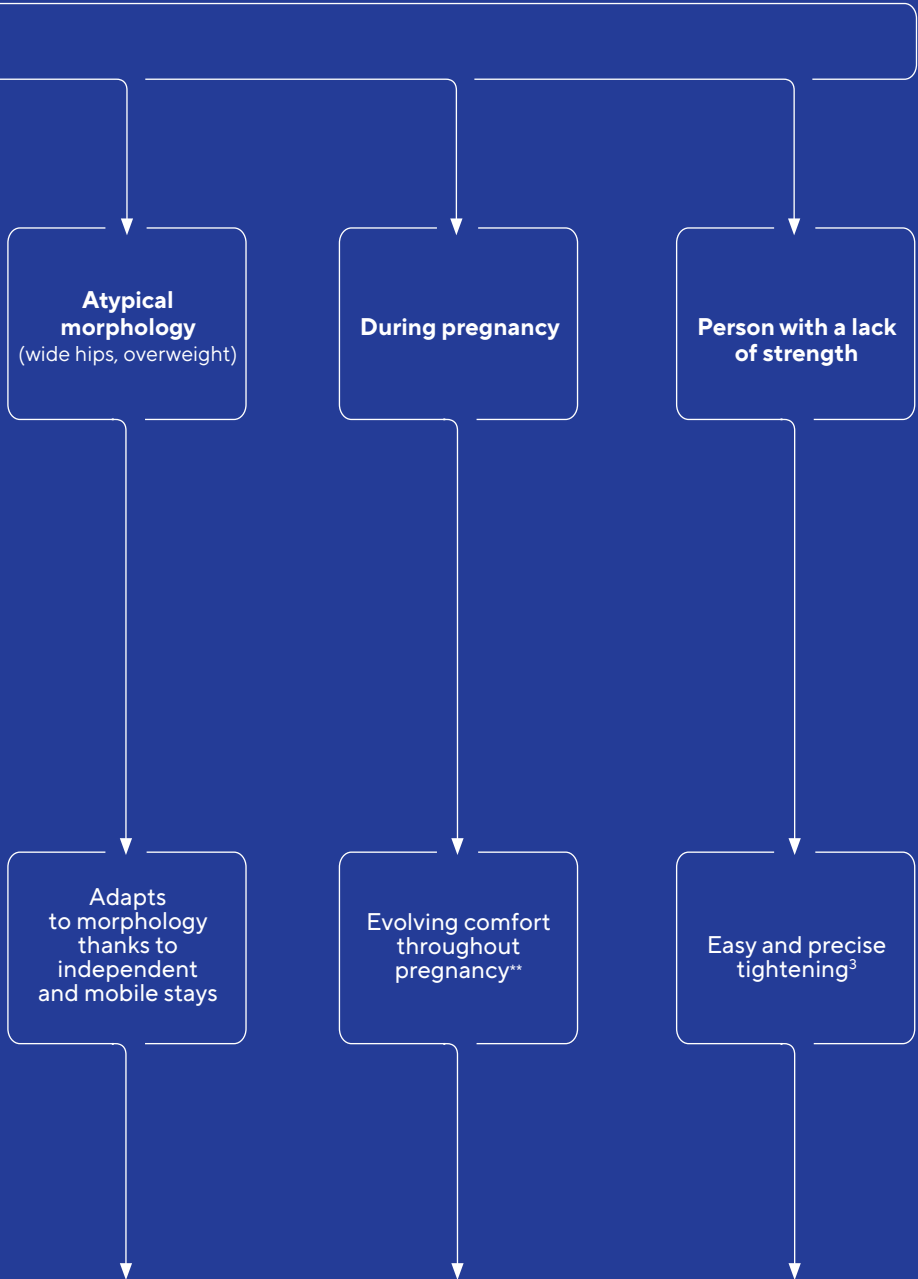 Atypical
morphology
(wide hips, overweight)
During pregnancy
Person with a lack
of strength
Adapts
to morphology
thanks to
independent
and mobile stays
Evolving comfort
throughout
pregnancy**
Easy and precise
tightening³